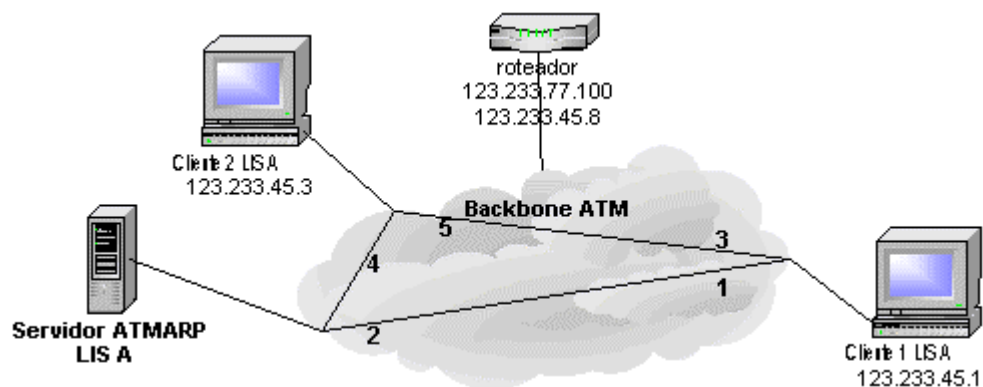 roteador
123.233.77.100
123.233.45.8
Cliente 2 LIS A
123.233.45.3
Backbone ATM
5
3
4
1
2
Servidor ATMARP
LIS A
Cliente 1 LIS A
123.233.45.1